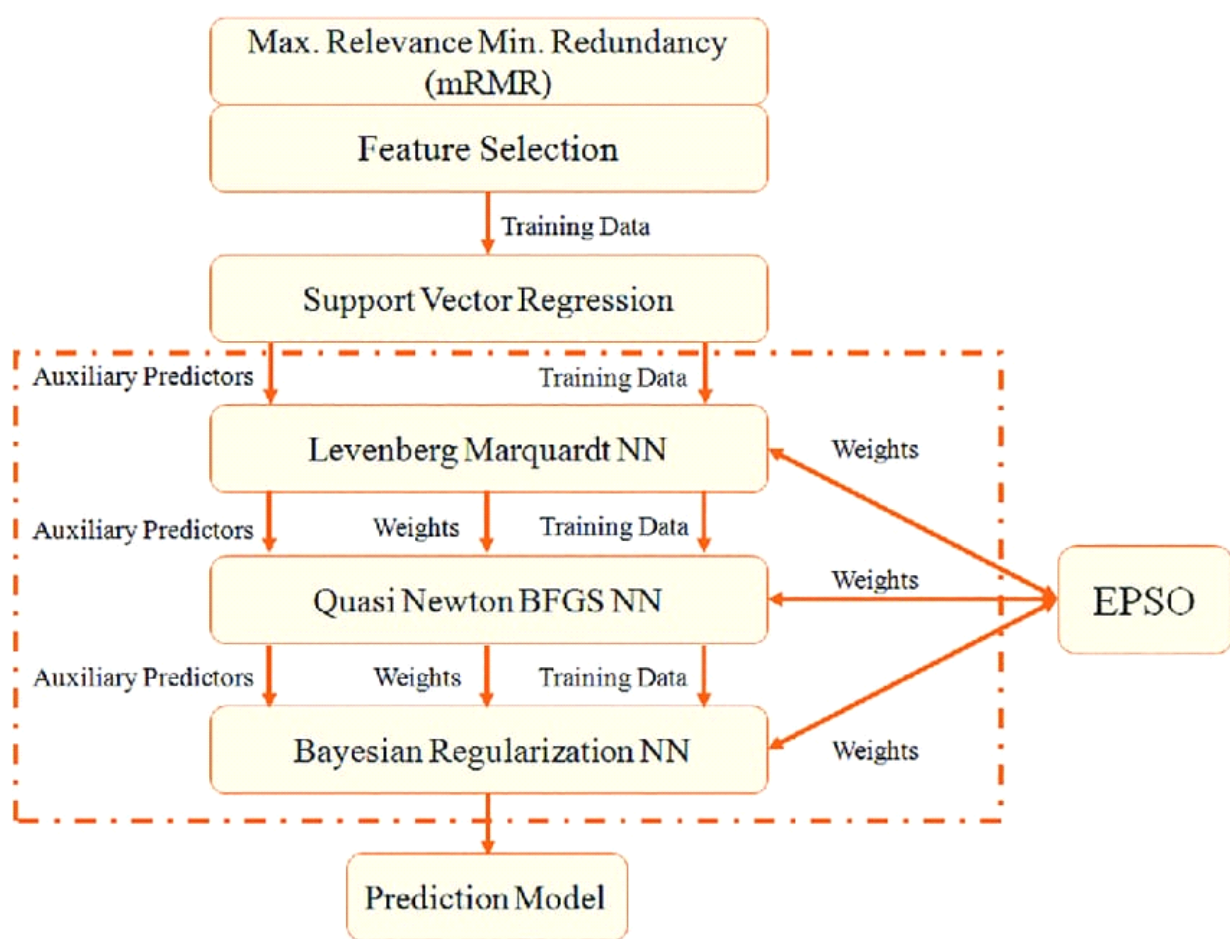 Max. Relevance Min. Redundancy
(mRMR)
Feature Selection
Training Data
Support Vector Regression
Auxiliary Predictors
Training Data
Levenberg Marquardt NN
Weights
Auxiliary Predictors
Weights
Training Data
Quasi Newton BFGS NN
Weights
EPSO
Auxiliary Predictors
Weights
Training Data
Bayesian Regularization NN
Weights
Prediction Model